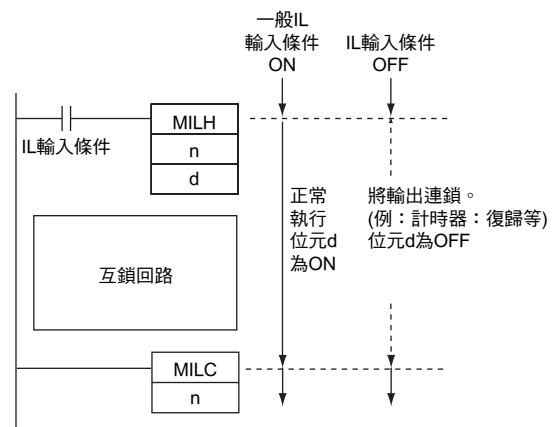 一般IL
輸入條件
ON
IL輸入條件
OFF
MILH
n
d
IL輸入條件
正常
執行
位元d
為ON
將輸出連鎖。
(例：計時器：復歸等)
位元d為OFF
互鎖回路
MILC
n